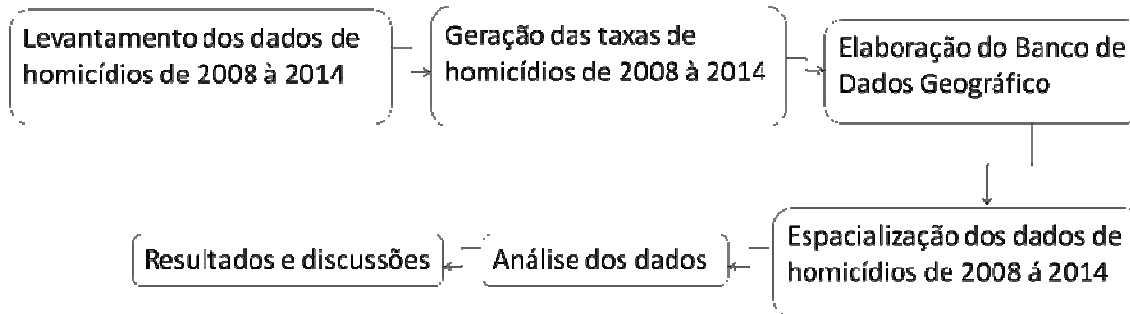 Levantamento dos dados de
homicídios de 2008 à 2014
Geração das taxas de
homicídios de 2008 à 2014
Elaboração do Banco de
Dados Geográfico
Espacialização dos dados de
homicídios de 2008 á 2014
Análise dos dados
Resultados e discussões